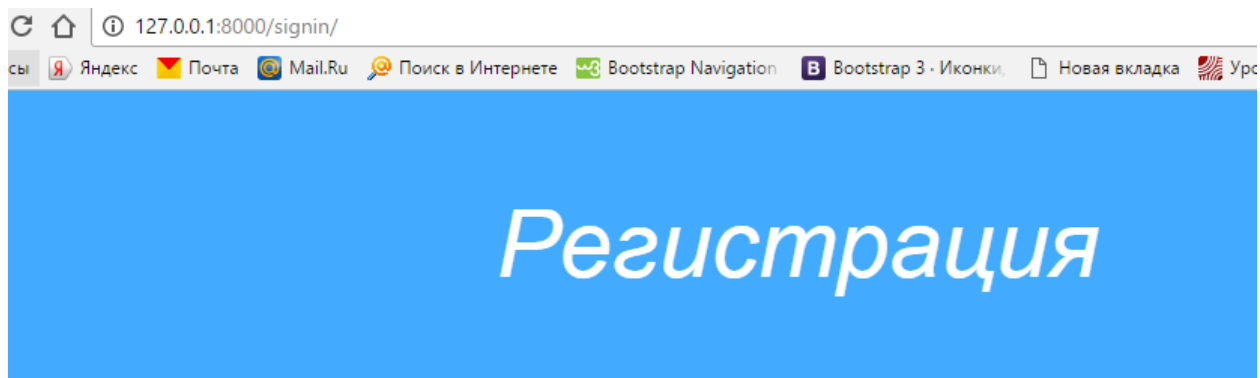 127.0.0.1:8000/signin/
сы Яндекс Почта Mail.Ru Поиск в Интернете Bootstrap Navigation Bootstrap 3 · Иконки, Новая вкладка Уро
Регистрация